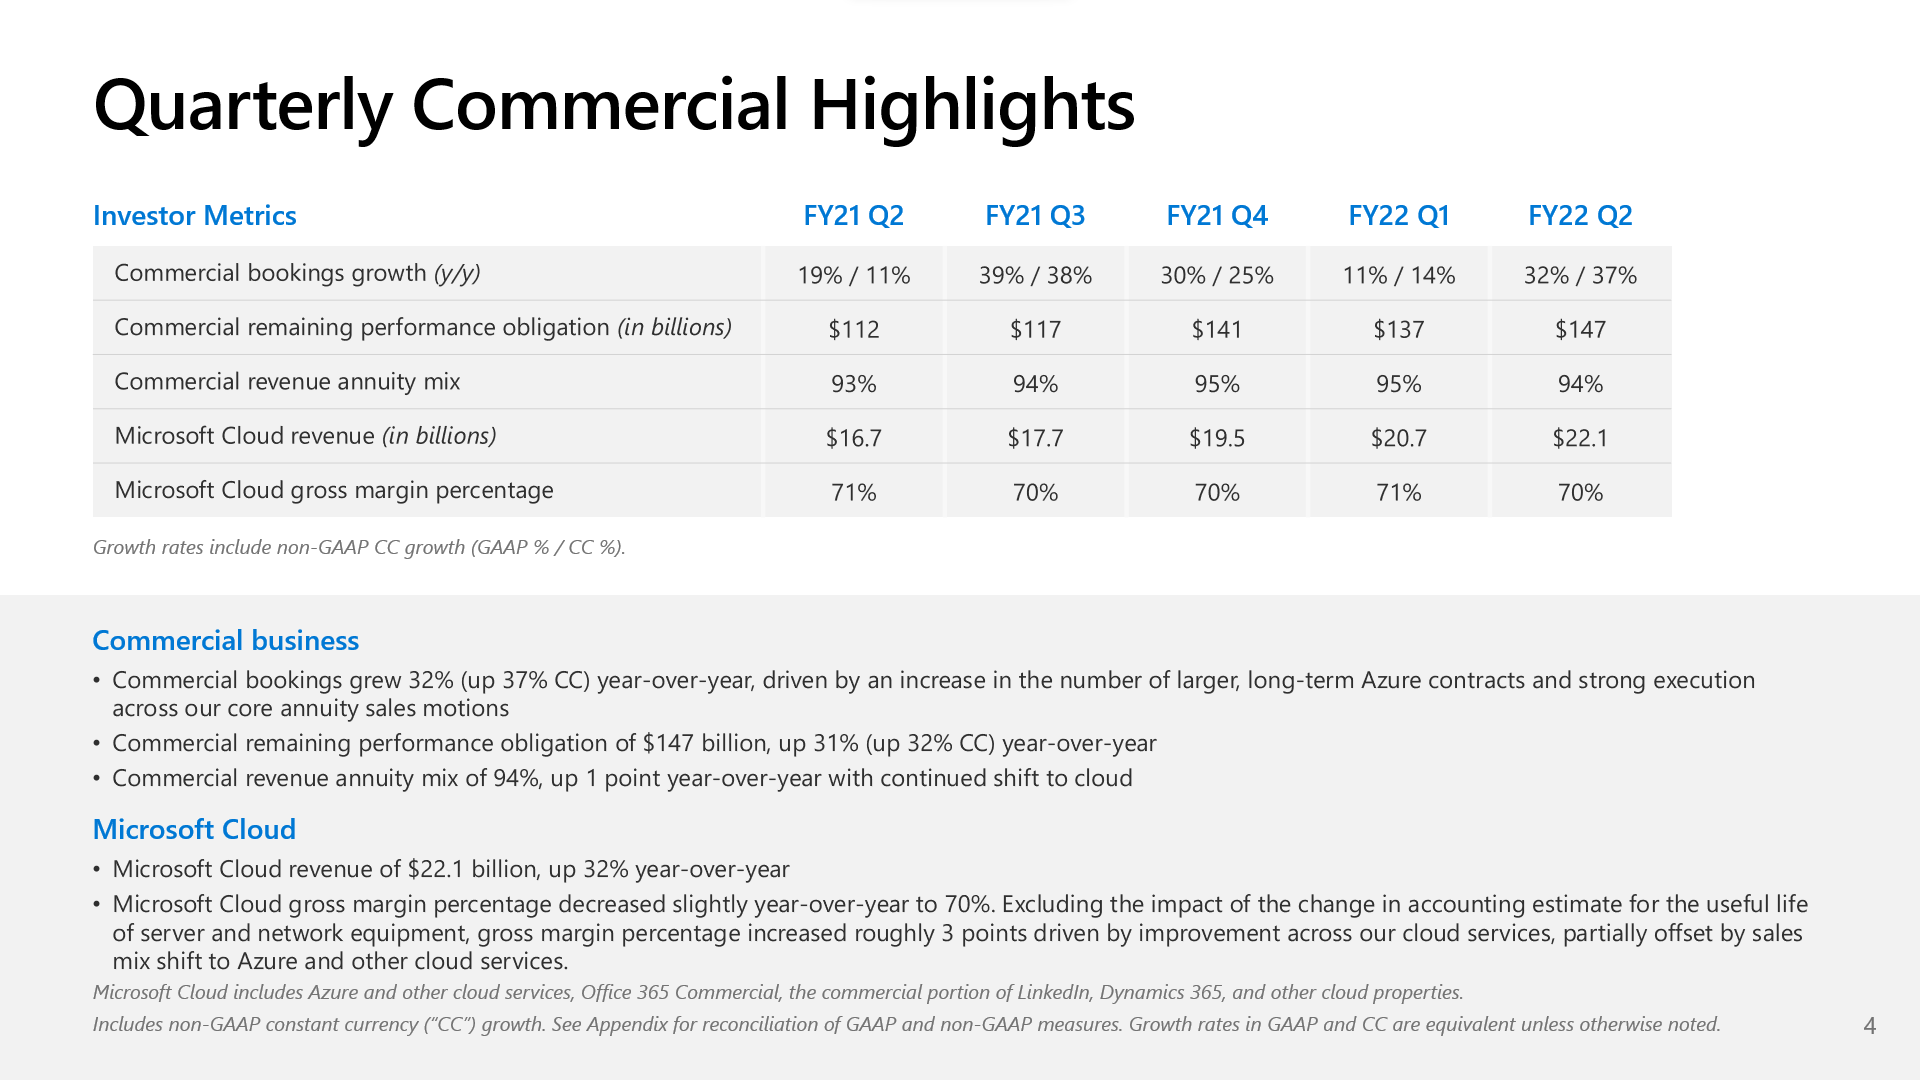 Quarterly Commercial Highlights
Investor Metrics FY21 Q2 FY21 Q3 FY21 Q4 FY22 Q1 FY22 Q2
Commercial bookings growth (y/y) 19% / 11% 39% / 38% 30% / 25% 11% / 14% 32% / 37%
Commercial remaining performance obligation (in billions) $112 $117 $141 $137 $147
Commercial revenue annuity mix 93% 94% 95% 95% 94%
Microsoft Cloud revenue (in billions) $16.7 $17.7 $19.5 $20.7 $22.1
Microsoft Cloud gross margin percentage 71% 70% 70% 71% 70%
Growth rates include non-GAAP CC growth (GAAP % / CC %).
Commercial business
• Commercial bookings grew 32% (up 37% CC) year-over-year, driven by an increase in the number of larger, long-term Azure contracts and strong execution
across our core annuity sales motions
• Commercial remaining performance obligation of $147 billion, up 31% (up 32% CC) year-over-year
• Commercial revenue annuity mix of 94%, up 1 point year-over-year with continued shift to cloud
Microsoft Cloud
• Microsoft Cloud revenue of $22.1 billion, up 32% year-over-year
• Microsoft Cloud gross margin percentage decreased slightly year-over-year to 70%. Excluding the impact of the change in accounting estimate for the useful life
of server and network equipment, gross margin percentage increased roughly 3 points driven by improvement across our cloud services, partially offset by sales
mix shift to Azure and other cloud services.
Microsoft Cloud includes Azure and other cloud services, Office 365 Commercial, the commercial portion of LinkedIn, Dynamics 365, and other cloud properties.
Includes non-GAAP constant currency (“CC”) growth. See Appendix for reconciliation of GAAP and non-GAAP measures. Growth rates in GAAP and CC are equivalent unless otherwise noted.
4